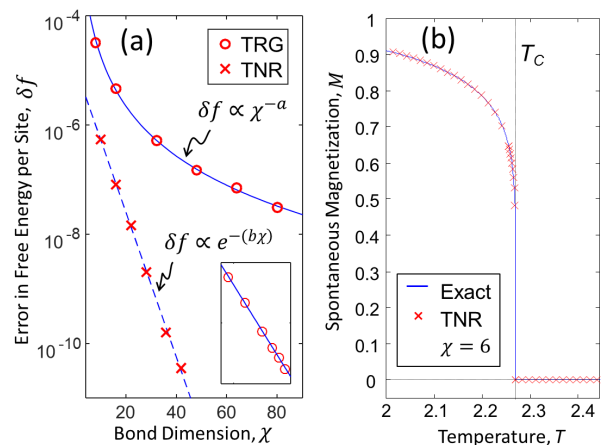 (a)
TRG
TNR
δf ∝ χ^{-a}
δf ∝ e^{-(bχ)}
10^{-4}
10^{-6}
10^{-8}
10^{-10}
20 40 60 80
Error in Free Energy per Site, δf
Bond Dimension, χ
(b)
T_C
Exact
TNR
χ = 6
1
0.9
0.8
0.7
0.6
0.5
0.4
0.3
0.2
0.1
0
2 2.1 2.2 2.3 2.4
Spontaneous Magnetization, M
Temperature, T